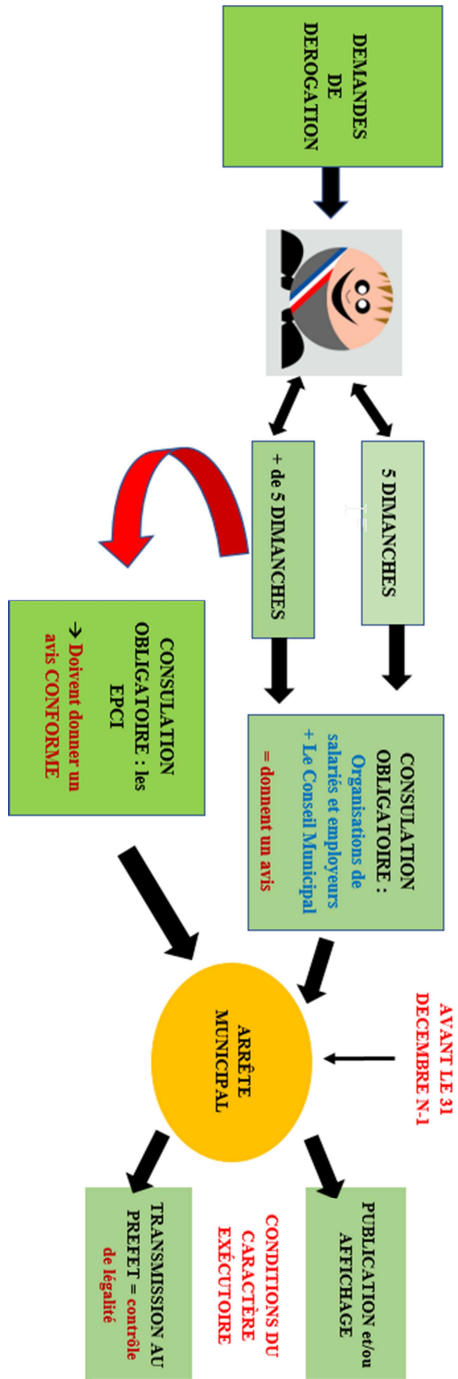 DEMANDES
DE
DEROGATION
5 DIMANCHES
+ de 5 DIMANCHES
CONSULATION
OBLIGATOIRE :
Organisations de
salariés et employeurs
+ Le Conseil Municipal
= donnent un avis
CONSULATION
OBLIGATOIRE : les
EPCI
→ Doivent donner un
avis CONFORME
AVANT LE 31
DECEMBRE N-1
ARRÊTE
MUNICIPAL
PUBLICATION et/ou
AFFICHAGE
CONDITIONS DU
CARACTÈRE
EXÉCUTOIRE
TRANSMISSION AU
PREFET = contrôle
de légalité